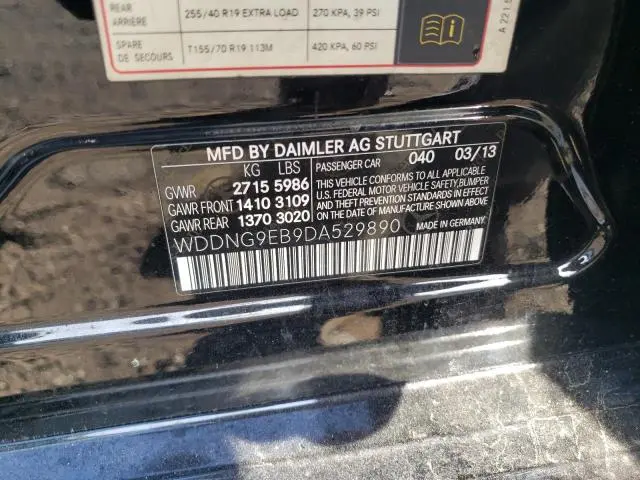 REAR 255/40 R19 EXTRA LOAD 270 KPA, 39 PSI
ARRIÈRE
SPARE T155/70 R19 113M 420 KPA, 60 PSI
DE SECOURS
A 221 5
MFD BY DAIMLER AG STUTTGART
KG LBS PASSENGER CAR 040 03/13
GVWR 2715 5986
GAWR FRONT 1410 3109
GAWR REAR 1370 3020
THIS VEHICLE CONFORMS TO ALL APPLICABLE
U.S. FEDERAL MOTOR VEHICLE SAFETY,BUMPER
AND THEFT PREVENTION STANDARDS IN EFFECT
ON THE DATE OF MANUFACTURE SHOWN ABOVE.
WDDNG9EB9DA529890
MADE IN GERMANY